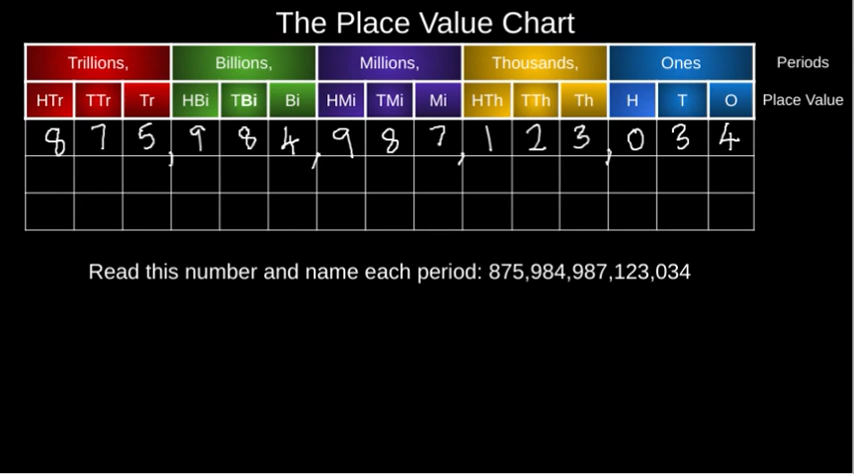 The Place Value Chart
Trillions, Billions, Millions, Thousands, Ones Periods
HTr TTr Tr HBi TBi Bi HMi TMi Mi HTh TTh Th H T O Place Value
8 7 5 , 9 8 4 , 9 8 7 , 1 2 3 , 0 3 4
Read this number and name each period: 875,984,987,123,034